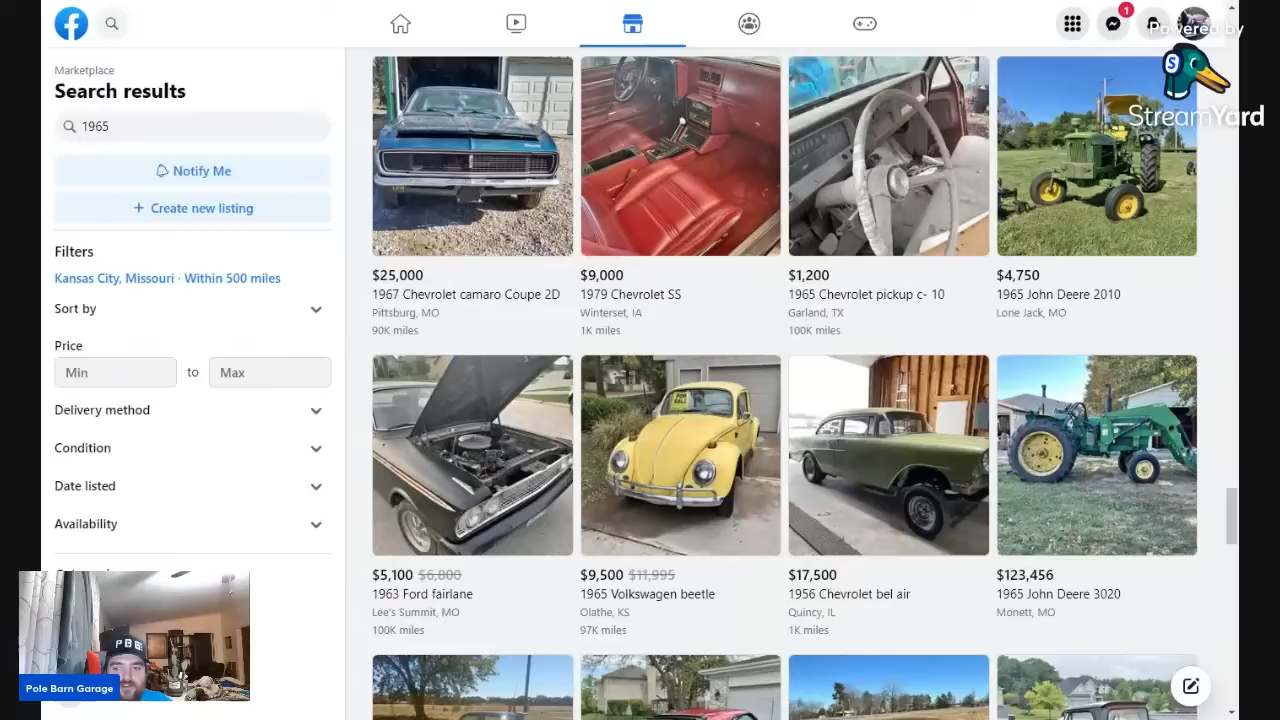 1
Powered by
StreamYard
Marketplace
Search results
1965
Notify Me
+ Create new listing
Filters
Kansas City, Missouri · Within 500 miles
Sort by
Price
Min
to
Max
Delivery method
Condition
Date listed
Availability
$25,000
1967 Chevrolet camaro Coupe 2D
Pittsburg, MO
90K miles
$9,000
1979 Chevrolet SS
Winterset, IA
1K miles
$1,200
1965 Chevrolet pickup c- 10
Garland, TX
100K miles
$4,750
1965 John Deere 2010
Lone Jack, MO
FOR
SALE
$5,100 $6,800
1963 Ford fairlane
Lee's Summit, MO
100K miles
$9,500 $11,995
1965 Volkswagen beetle
Olathe, KS
97K miles
$17,500
1956 Chevrolet bel air
Quincy, IL
1K miles
$123,456
1965 John Deere 3020
Monett, MO
PBG
Pole Barn Garage